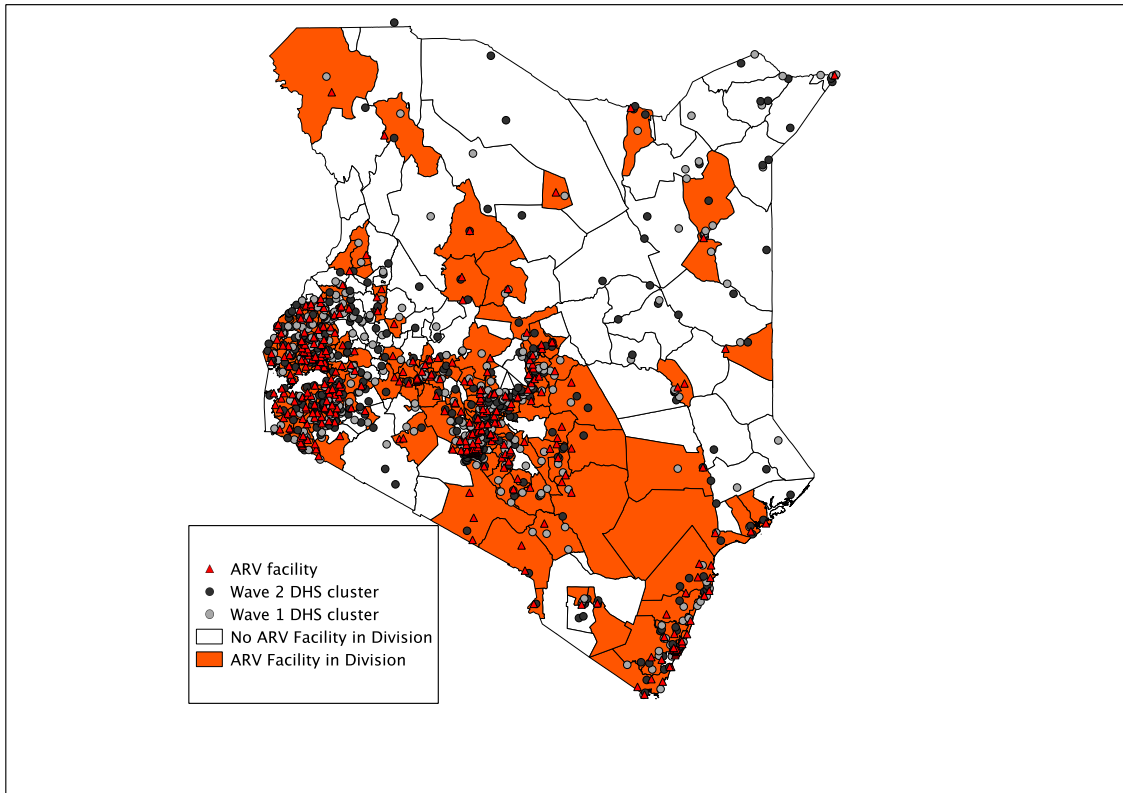 ARV facility
Wave 2 DHS cluster
Wave 1 DHS cluster
No ARV Facility in Division
ARV Facility in Division